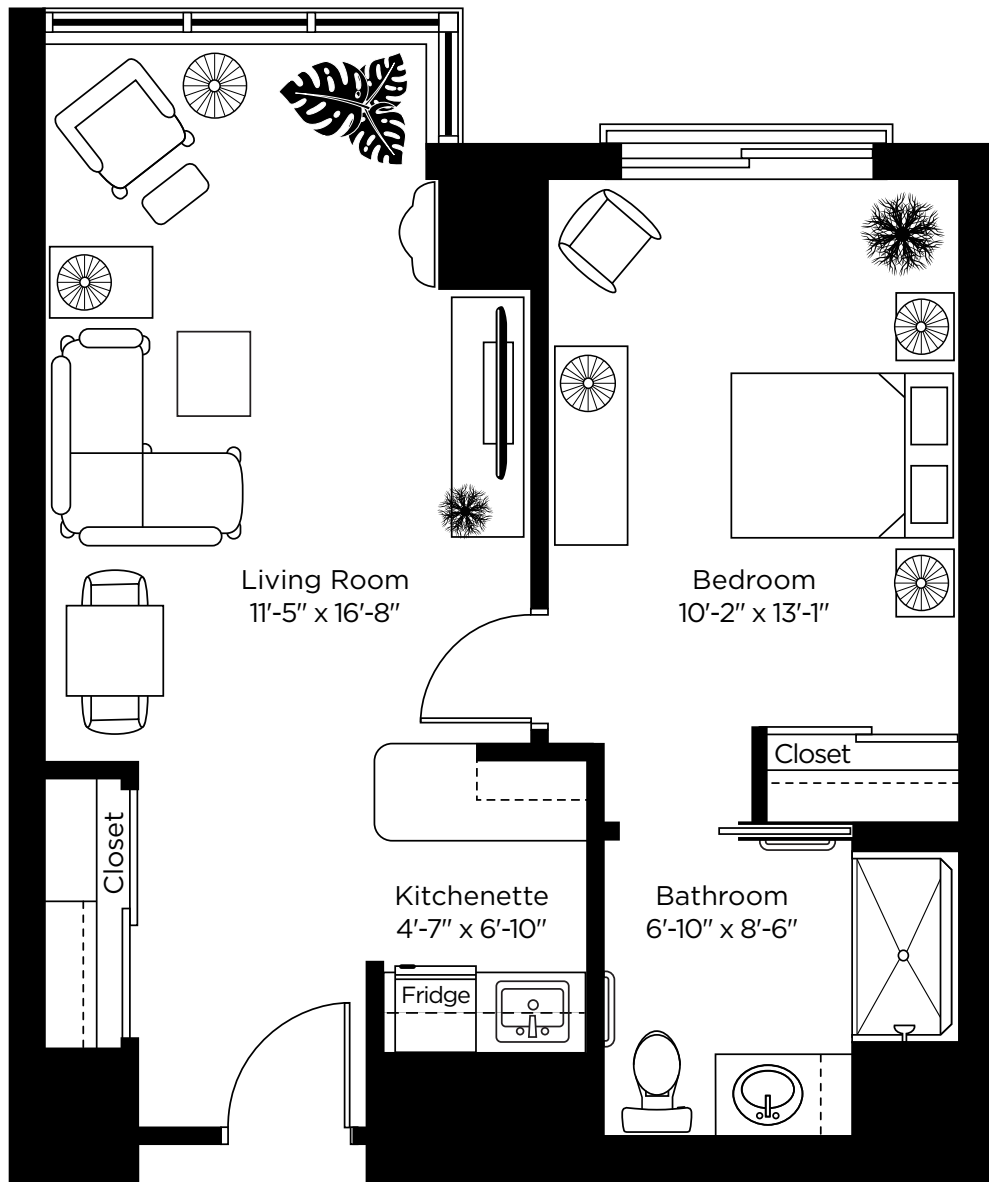 Living Room
11'-5" x 16'-8"
Bedroom
10'-2" x 13'-1"
Closet
Closet
Kitchenette
4'-7" x 6'-10"
Bathroom
6'-10" x 8'-6"
Fridge